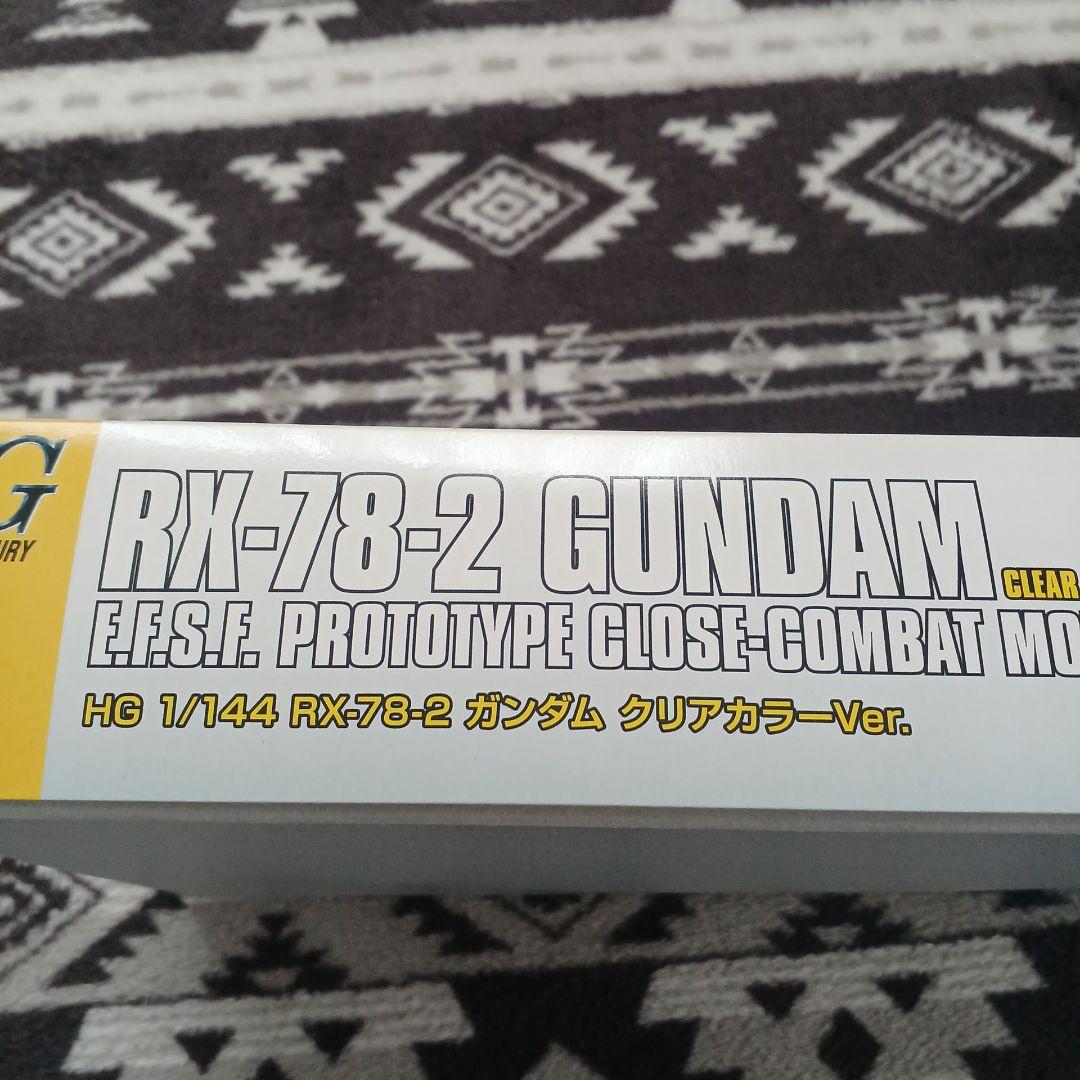 G
RX-78-2 GUNDAM CLEAR
E.F.S.F. PROTOTYPE CLOSE-COMBAT MO
HG 1/144 RX-78-2 ガンダム クリアカラーVer.